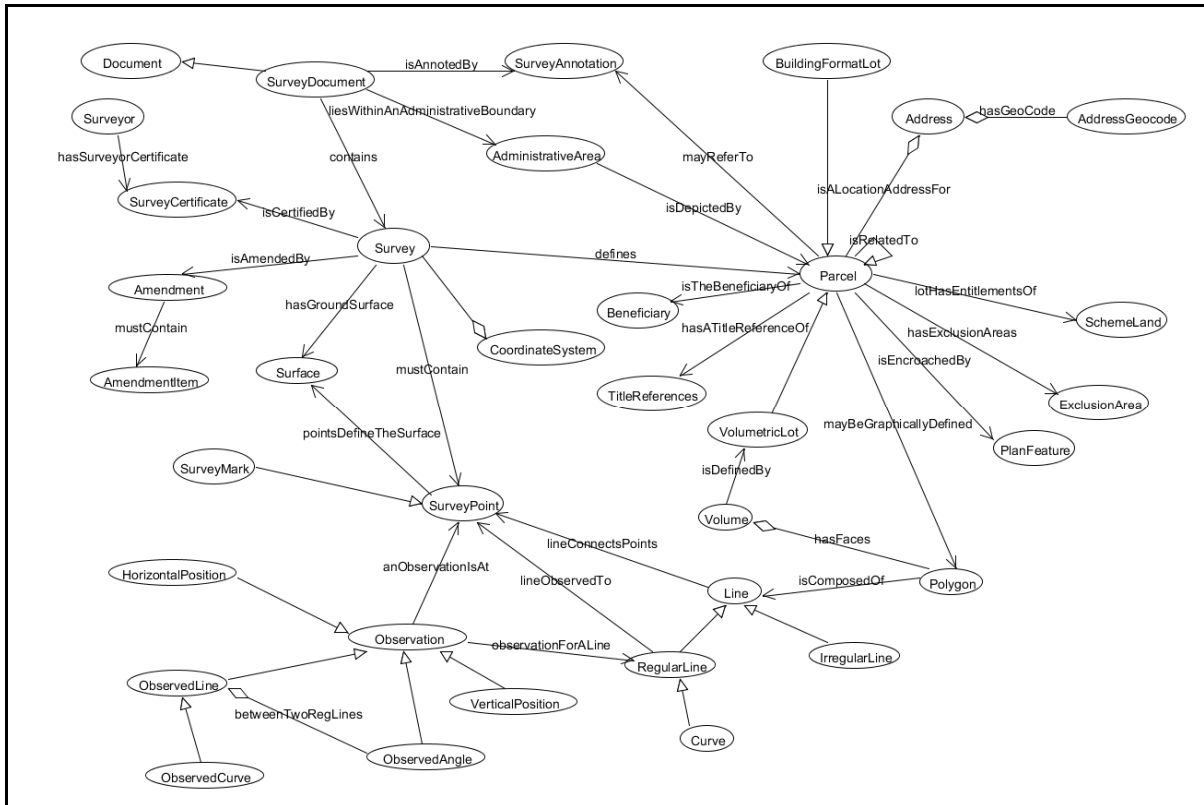 Document
SurveyDocument
isAnnotedBy
SurveyAnnotation
BuildingFormatLot
Surveyor
liesWithinAnAdministrativeBoundary
Address
hasGeoCode
AddressGeocode
hasSurveyorCertificate
contains
AdministrativeArea
mayReferTo
isALocationAddressFor
SurveyCertificate
isCertifiedBy
isDepictedBy
Survey
defines
isRelatedTo
Parcel
isAmendedBy
Amendment
isTheBeneficiaryOf
lotHasEntitlementsOf
hasGroundSurface
Beneficiary
SchemeLand
mustContain
hasATitleReferenceOf
hasExclusionAreas
CoordinateSystem
isEncroachedBy
Surface
mustContain
AmendmentItem
TitleReferences
ExclusionArea
pointsDefineTheSurface
VolumetricLot
mayBeGraphicallyDefined
PlanFeature
SurveyMark
isDefinedBy
SurveyPoint
Volume
lineConnectsPoints
hasFaces
HorizontalPosition
anObservationIsAt
lineObservedTo
isComposedOf
Polygon
Line
Observation
observationForALine
RegularLine
IrregularLine
ObservedLine
VerticalPosition
betweenTwoRegLines
Curve
ObservedAngle
ObservedCurve